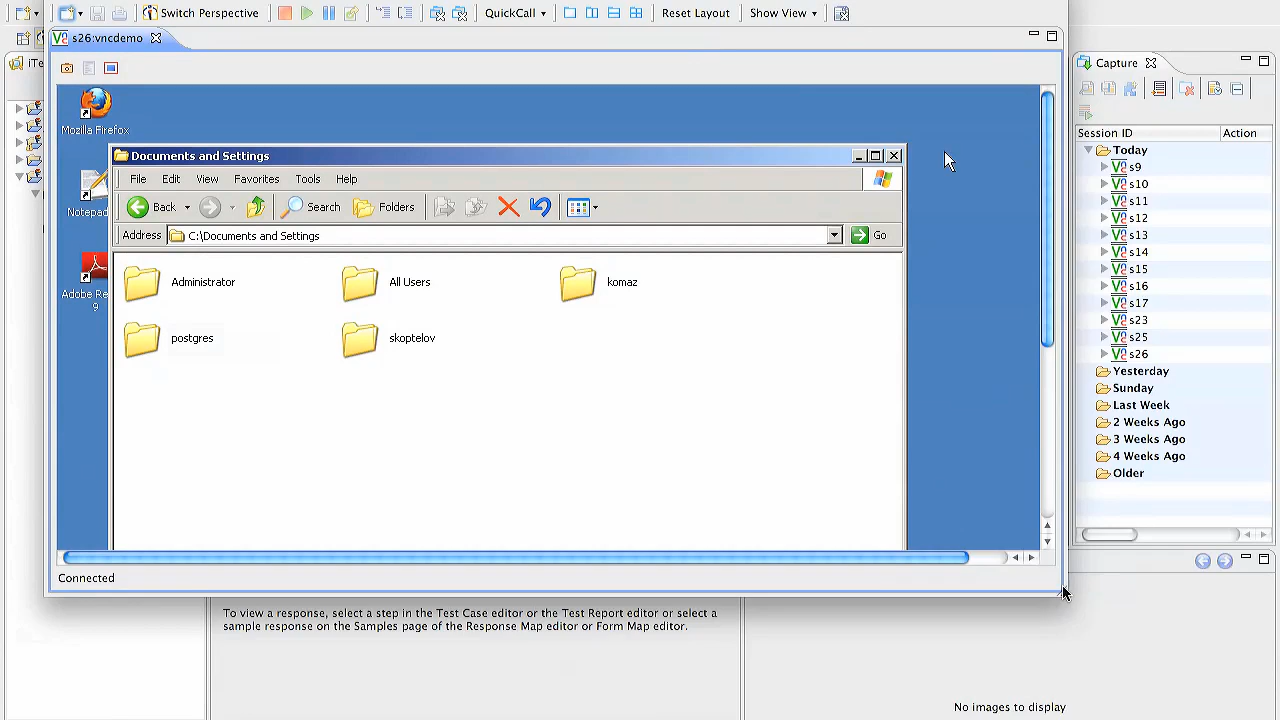 Switch Perspective QuickCall Reset Layout Show View
s26:vncdemo
iTe
Capture
Session ID Action
Today
s9
s10
s11
s12
s13
s14
s15
s16
s17
s23
s25
s26
Yesterday
Sunday
Last Week
2 Weeks Ago
3 Weeks Ago
4 Weeks Ago
Older
Mozilla Firefox
Notepad
Adobe Re
9
Documents and Settings
File Edit View Favorites Tools Help
Back Search Folders
Address C:\Documents and Settings Go
Administrator All Users komaz
postgres skoptelov
Connected
To view a response, select a step in the Test Case editor or the Test Report editor or select a
sample response on the Samples page of the Response Map editor or Form Map editor.
No images to display